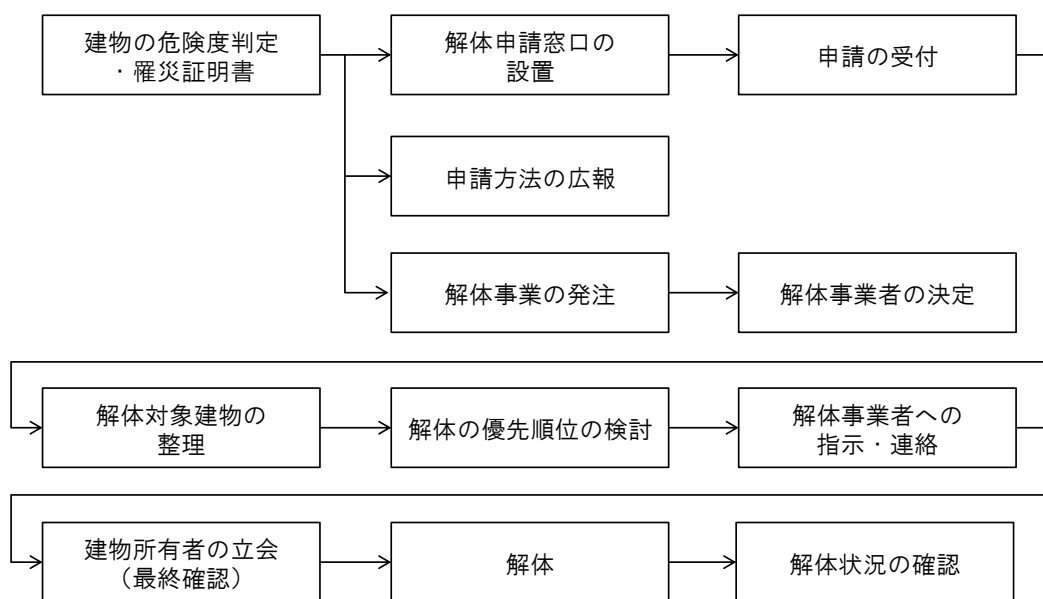 建物の危険度判定
・罹災証明書
解体申請窓口の
設置
申請の受付
申請方法の広報
解体事業の発注
解体事業者の決定
解体対象建物の
整理
解体の優先順位の検討
解体事業者への
指示・連絡
建物所有者の立会
（最終確認）
解体
解体状況の確認